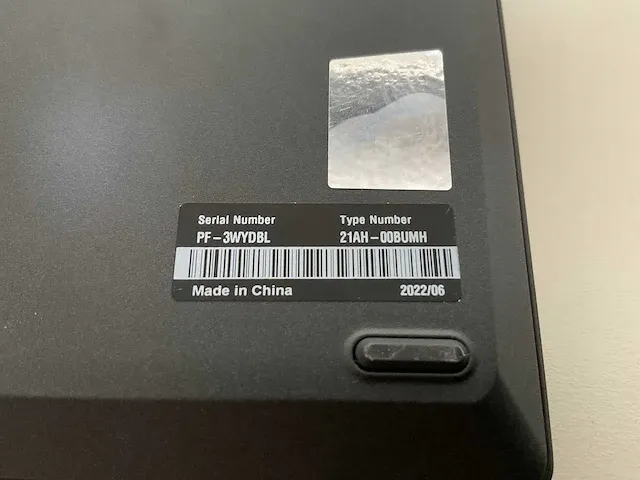 Serial Number Type Number
PF-3WYDBL 21AH-00BUMH
Made in China 2022/06